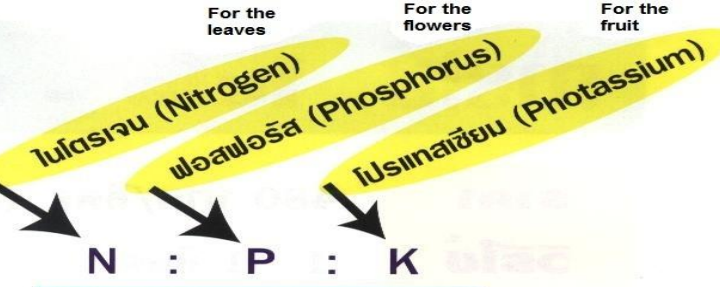 For the
leaves
For the
flowers
For the
fruit
ไนโตรเจน (Nitrogen)
ฟอสฟอรัส (Phosphorus)
โปรแทสเซียม (Photassium)
N : P : K